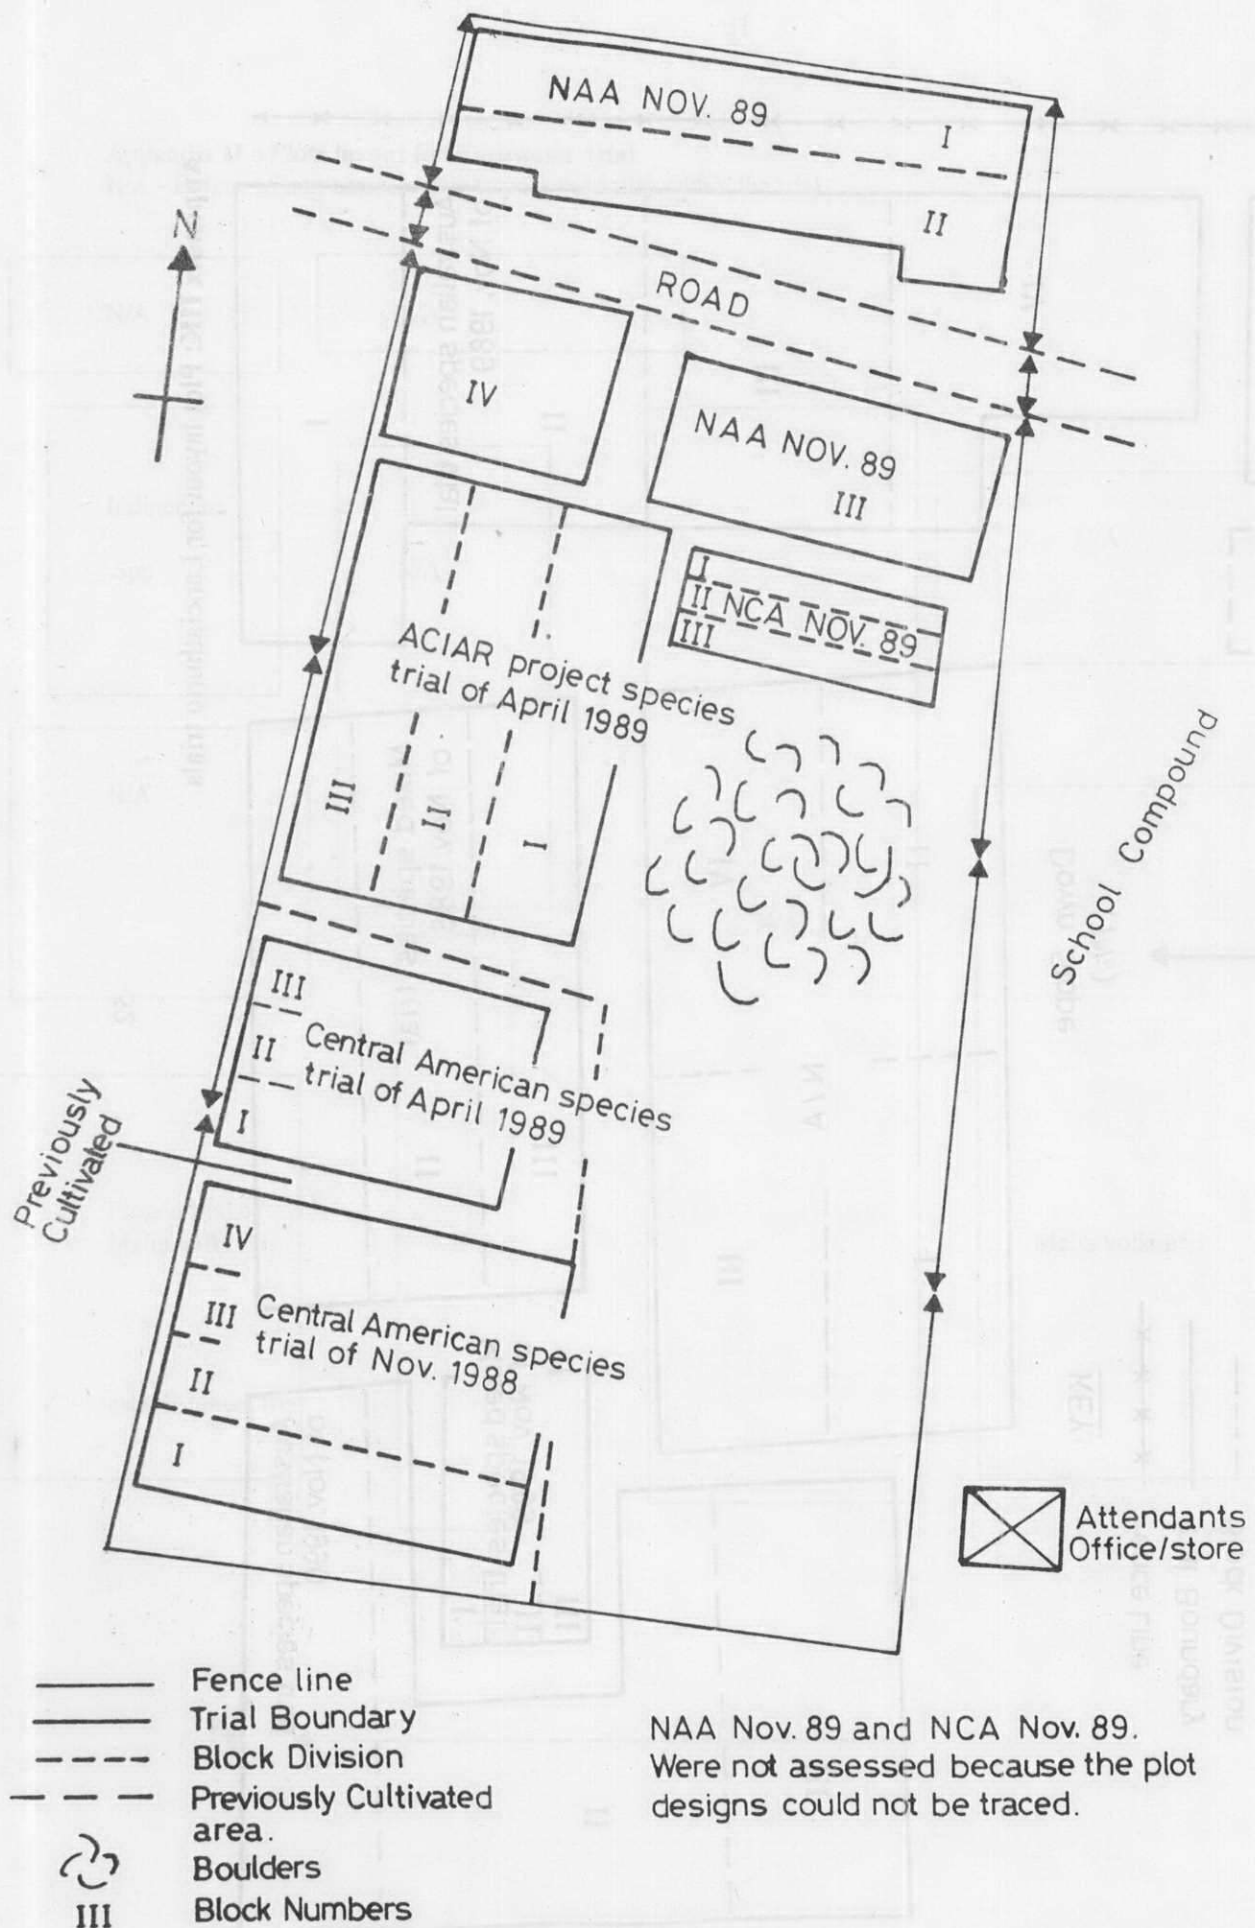 NAA NOV. 89
I
II
N
ROAD
IV
NAA NOV. 89
III
I
II NCA NOV. 89
III
ACIAR project species
trial of April 1989
III
II
I
School Compound
III
II
Central American species
trial of April 1989
I
Previously
Cultivated
IV
III
Central American species
trial of Nov. 1988
II
I
Attendants
Office/store
Fence line
Trial Boundary
Block Division
Previously Cultivated
area.
Boulders
III
Block Numbers
NAA Nov. 89 and NCA Nov. 89.
Were not assessed because the plot
designs could not be traced.